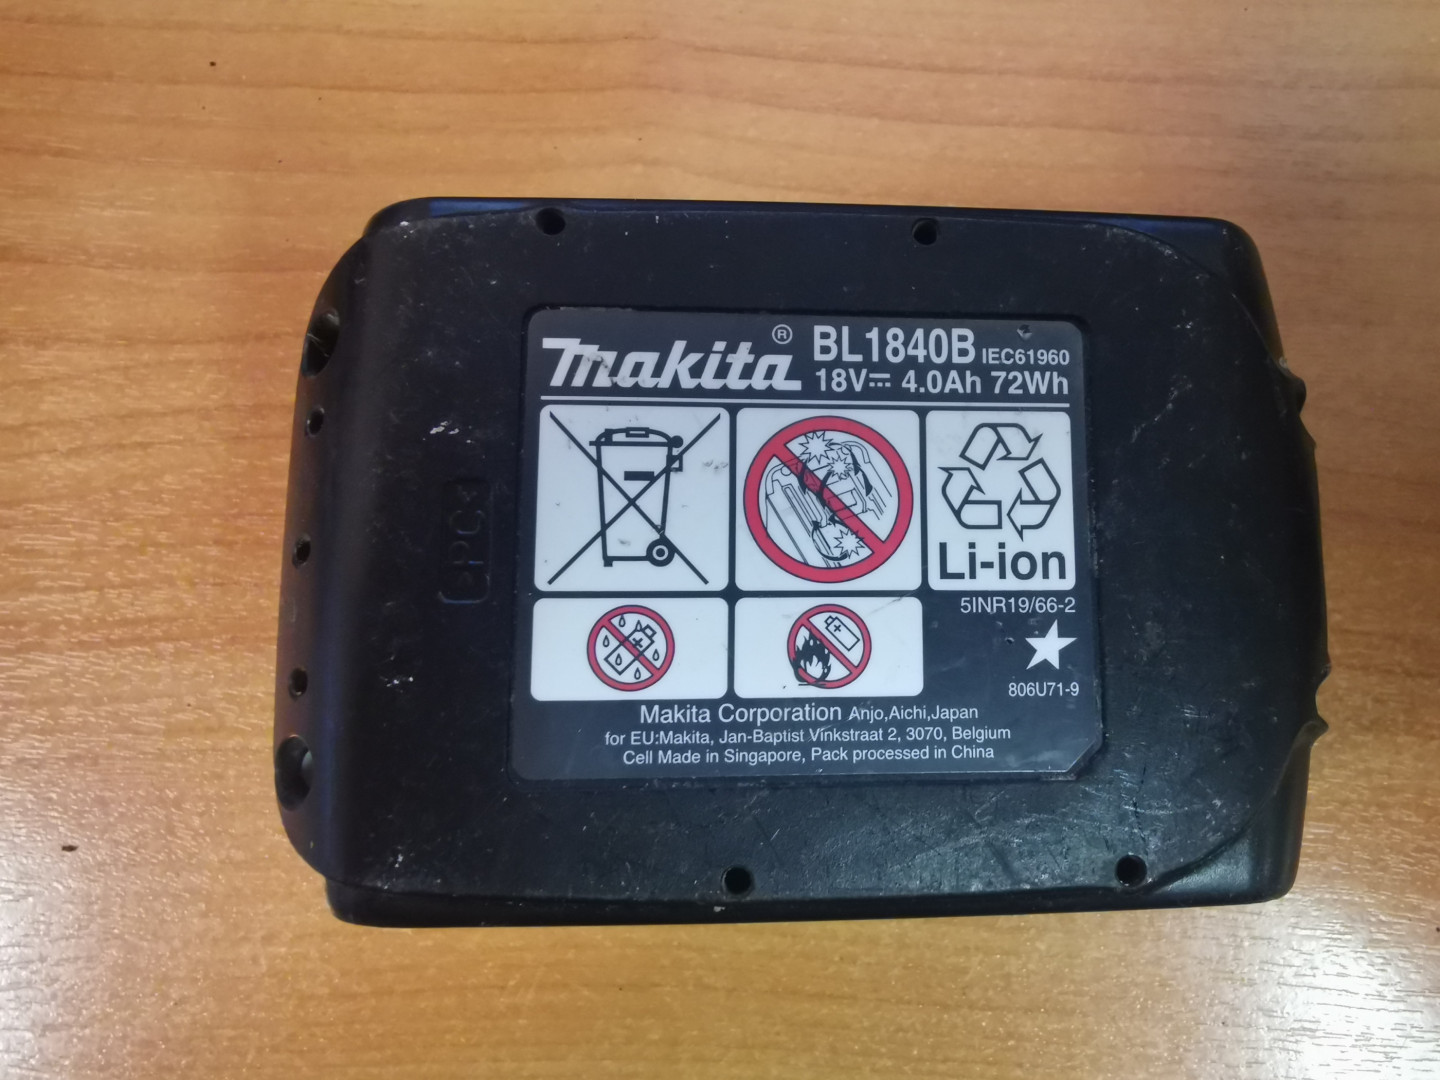 makita® BL1840B IEC61960
18V⎓ 4.0Ah 72Wh
Li-ion
5INR19/66-2
806U71-9
Makita Corporation Anjo,Aichi,Japan
for EU:Makita, Jan-Baptist Vinkstraat 2, 3070, Belgium
Cell Made in Singapore, Pack processed in China
>PC<